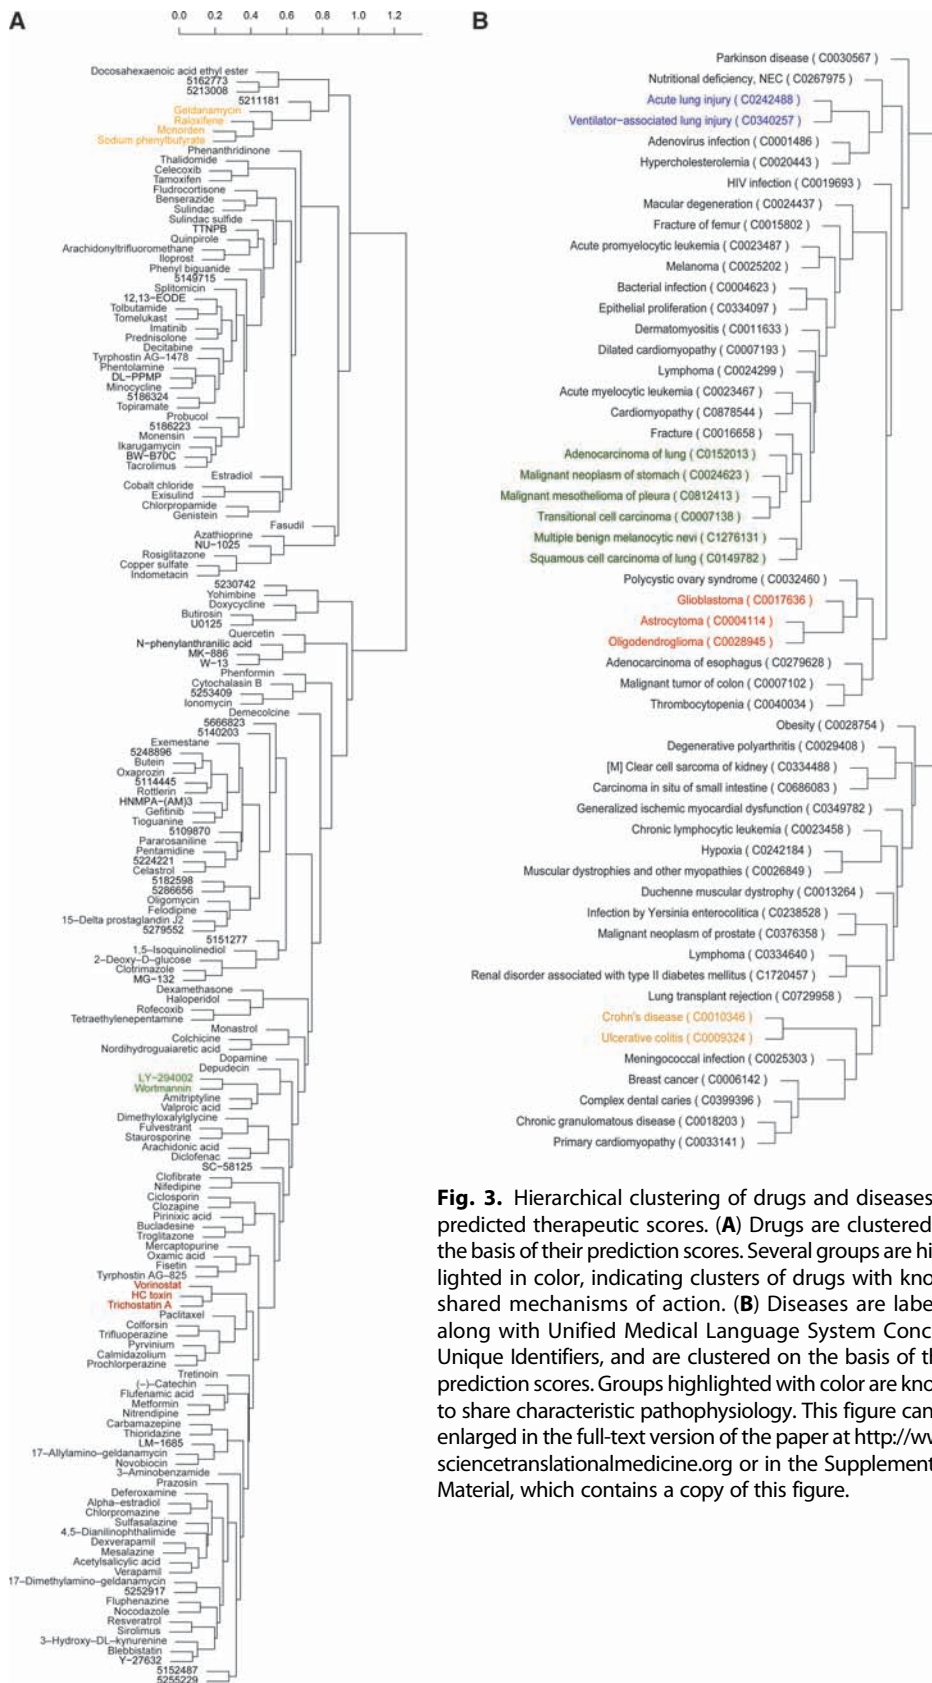 A
0.0 0.2 0.4 0.6 0.8 1.0 1.2
Docosahexaenoic acid ethyl ester
5162773
5213008
5211181
Geldanamycin
Raloxifene
Monorden
Sodium phenylbutyrate
Phenanthridinone
Thalidomide
Celecoxib
Tamoxifen
Fludrocortisone
Benserazide
Sulindac
Sulindac sulfide
TTNPB
Quinpirole
Arachidonyltrifluoromethane
Iloprost
Phenyl biguanide
5149715
Splitomicin
12,13−EODE
Tolbutamide
Tomelukast
Imatinib
Prednisolone
Decitabine
Tyrphostin AG−1478
Phentolamine
DL−PPMP
Minocycline
5186324
Topiramate
Probucol
5186223
Monensin
Ikarugamycin
BW−B70C
Tacrolimus
Estradiol
Cobalt chloride
Exisulind
Chlorpropamide
Genistein
Fasudil
Azathioprine
NU−1025
Rosiglitazone
Copper sulfate
Indometacin
5230742
Yohimbine
Doxycycline
Butirosin
U0125
Quercetin
N−phenylanthranilic acid
MK−886
W−13
Phenformin
Cytochalasin B
5253409
Ionomycin
Demecolcine
5666823
5140203
Exemestane
5248896
Butein
Oxaprozin
5114445
Rottlerin
HNMPA−(AM)3
Gefitinib
Tioguanine
5109870
Pararosaniline
Pentamidine
5224221
Celastrol
5182598
5286656
Oligomycin
Felodipine
15−Delta prostaglandin J2
5279552
5151277
1,5−Isoquinolinediol
2−Deoxy−D−glucose
Clotrimazole
MG−132
Dexamethasone
Haloperidol
Rofecoxib
Tetraethylenepentamine
Monastrol
Colchicine
Nordihydroguaiaretic acid
Dopamine
Depudecin
LY−294002
Wortmannin
Amitriptyline
Valproic acid
Dimethyloxalylglycine
Fulvestrant
Staurosporine
Arachidonic acid
Diclofenac
SC−58125
Clofibrate
Nifedipine
Ciclosporin
Clozapine
Pirinixic acid
Bucladesine
Troglitazone
Mercaptopurine
Oxamic acid
Fisetin
Tyrphostin AG−825
Vorinostat
HC toxin
Trichostatin A
Paclitaxel
Colforsin
Trifluoperazine
Pyrvinium
Calmidazolium
Prochlorperazine
Tretinoin
(−)−Catechin
Flufenamic acid
Metformin
Nitrendipine
Carbamazepine
Thioridazine
LM−1685
17−Allylamino−geldanamycin
Novobiocin
3−Aminobenzamide
Prazosin
Deferoxamine
Alpha−estradiol
Chlorpromazine
Sulfasalazine
4,5−Dianilinophthalimide
Dexverapamil
Mesalazine
Acetylsalicylic acid
Verapamil
17−Dimethylamino−geldanamycin
5252917
Fluphenazine
Nocodazole
Resveratrol
Sirolimus
3−Hydroxy−DL−kynurenine
Blebbistatin
Y−27632
5152487
5255229
B
Parkinson disease ( C0030567 )
Nutritional deficiency, NEC ( C0267975 )
Acute lung injury ( C0242488 )
Ventilator−associated lung injury ( C0340257 )
Adenovirus infection ( C0001486 )
Hypercholesterolemia ( C0020443 )
HIV infection ( C0019693 )
Macular degeneration ( C0024437 )
Fracture of femur ( C0015802 )
Acute promyelocytic leukemia ( C0023487 )
Melanoma ( C0025202 )
Bacterial infection ( C0004623 )
Epithelial proliferation ( C0334097 )
Dermatomyositis ( C0011633 )
Dilated cardiomyopathy ( C0007193 )
Lymphoma ( C0024299 )
Acute myelocytic leukemia ( C0023467 )
Cardiomyopathy ( C0878544 )
Fracture ( C0016658 )
Adenocarcinoma of lung ( C0152013 )
Malignant neoplasm of stomach ( C0024623 )
Malignant mesothelioma of pleura ( C0812413 )
Transitional cell carcinoma ( C0007138 )
Multiple benign melanocytic nevi ( C1276131 )
Squamous cell carcinoma of lung ( C0149782 )
Polycystic ovary syndrome ( C0032460 )
Glioblastoma ( C0017636 )
Astrocytoma ( C0004114 )
Oligodendroglioma ( C0028945 )
Adenocarcinoma of esophagus ( C0279628 )
Malignant tumor of colon ( C0007102 )
Thrombocytopenia ( C0040034 )
Obesity ( C0028754 )
Degenerative polyarthritis ( C0029408 )
[M] Clear cell sarcoma of kidney ( C0334488 )
Carcinoma in situ of small intestine ( C0686083 )
Generalized ischemic myocardial dysfunction ( C0349782 )
Chronic lymphocytic leukemia ( C0023458 )
Hypoxia ( C0242184 )
Muscular dystrophies and other myopathies ( C0026849 )
Duchenne muscular dystrophy ( C0013264 )
Infection by Yersinia enterocolitica ( C0238528 )
Malignant neoplasm of prostate ( C0376358 )
Lymphoma ( C0334640 )
Renal disorder associated with type II diabetes mellitus ( C1720457 )
Lung transplant rejection ( C0729958 )
Crohn's disease ( C0010346 )
Ulcerative colitis ( C0009324 )
Meningococcal infection ( C0025303 )
Breast cancer ( C0006142 )
Complex dental caries ( C0399396 )
Chronic granulomatous disease ( C0018203 )
Primary cardiomyopathy ( C0033141 )
Fig. 3. Hierarchical clustering of drugs and diseases
predicted therapeutic scores. (A) Drugs are clustered
the basis of their prediction scores. Several groups are hi
lighted in color, indicating clusters of drugs with kno
shared mechanisms of action. (B) Diseases are labe
along with Unified Medical Language System Conc
Unique Identifiers, and are clustered on the basis of t
prediction scores. Groups highlighted with color are kno
to share characteristic pathophysiology. This figure can
enlarged in the full-text version of the paper at http://w
sciencetranslationalmedicine.org or in the Supplement
Material, which contains a copy of this figure.